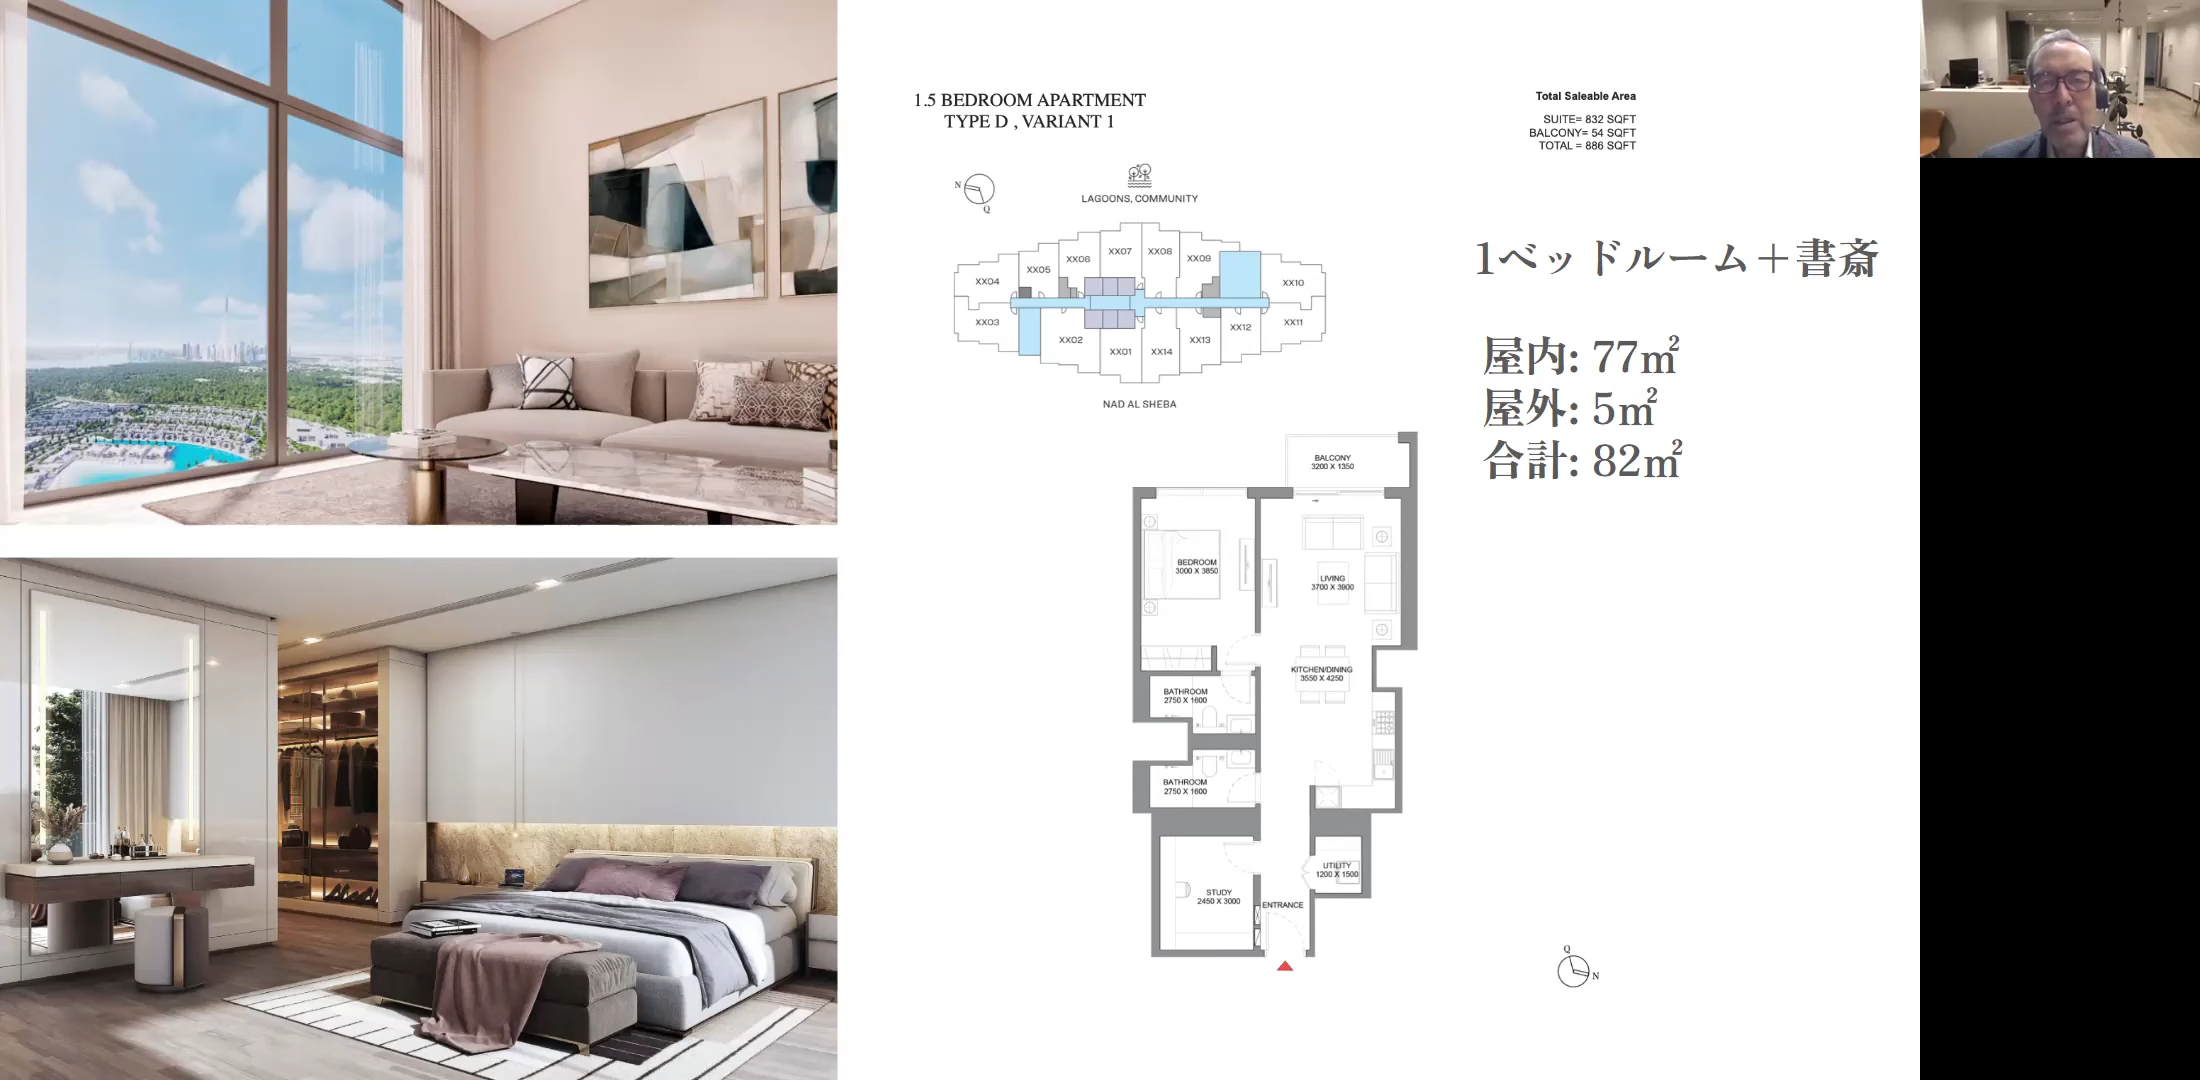 1.5 BEDROOM APARTMENT
TYPE D , VARIANT 1
Total Saleable Area
SUITE= 832 SQFT
BALCONY= 54 SQFT
TOTAL = 886 SQFT
N
Q
LAGOONS, COMMUNITY
XX07
XX08
XX06
XX09
XX05
XX04
XX10
XX03
XX11
XX12
XX02
XX13
XX01
XX14
NAD AL SHEBA
1ベッドルーム＋書斎
屋内: 77㎡
屋外: 5㎡
合計: 82㎡
BALCONY
3200 X 1350
BEDROOM
3000 X 3850
LIVING
3700 X 3900
KITCHEN/DINING
3550 X 4250
BATHROOM
2750 X 1600
BATHROOM
2750 X 1600
UTILITY
1200 X 1500
STUDY
2450 X 3000
ENTRANCE
Q
N